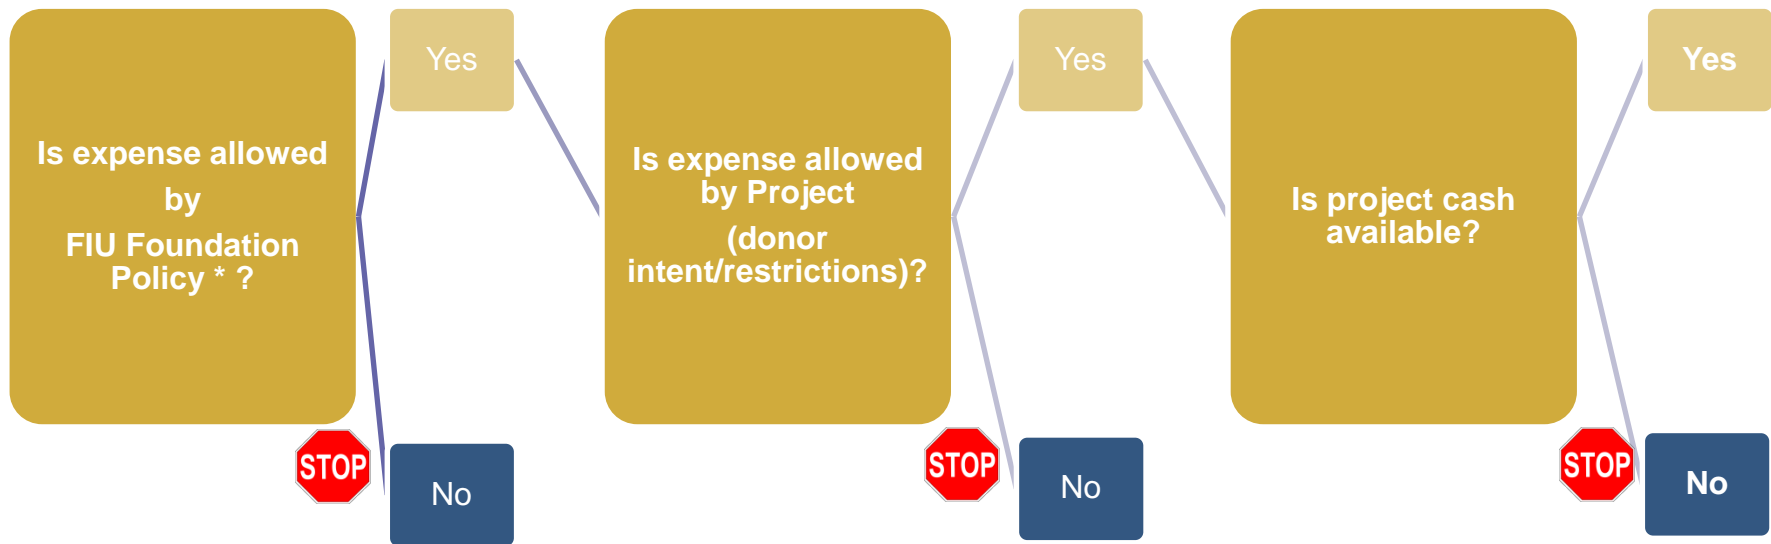 Is expense allowed
by
FIU Foundation
Policy * ?
Yes
STOP
No
Is expense allowed
by Project
(donor
intent/restrictions)?
Yes
STOP
No
Is project cash
available?
Yes
STOP
No